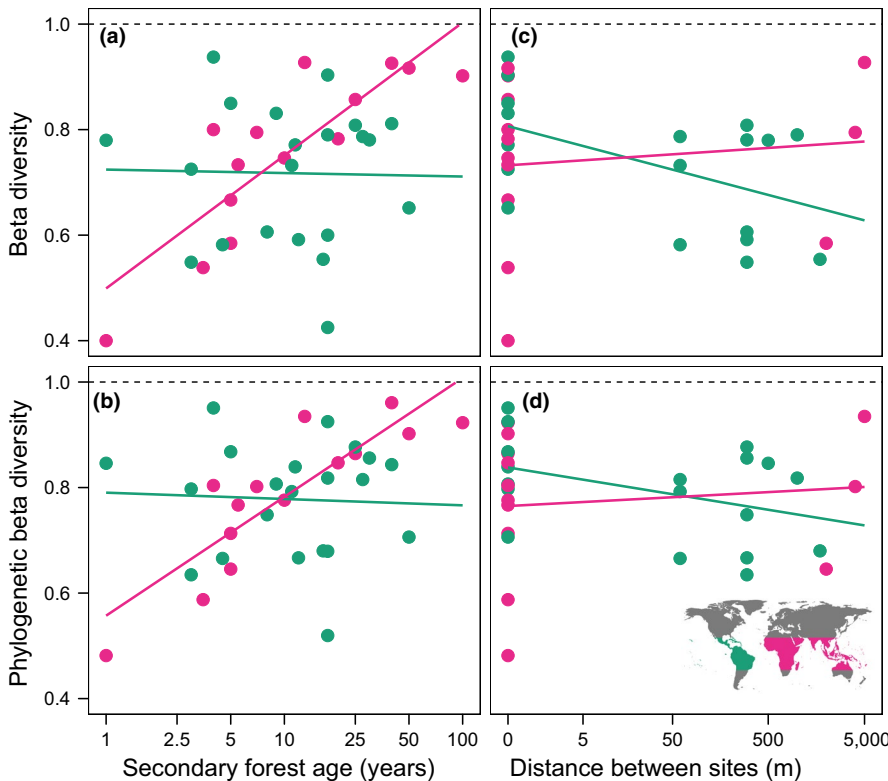 (a)
(c)
Beta diversity
1.0
0.8
0.6
0.4
(b)
(d)
Phylogenetic beta diversity
1.0
0.8
0.6
0.4
1 2.5 5 10 25 50 100
0 5 50 500 5,000
Secondary forest age (years)
Distance between sites (m)